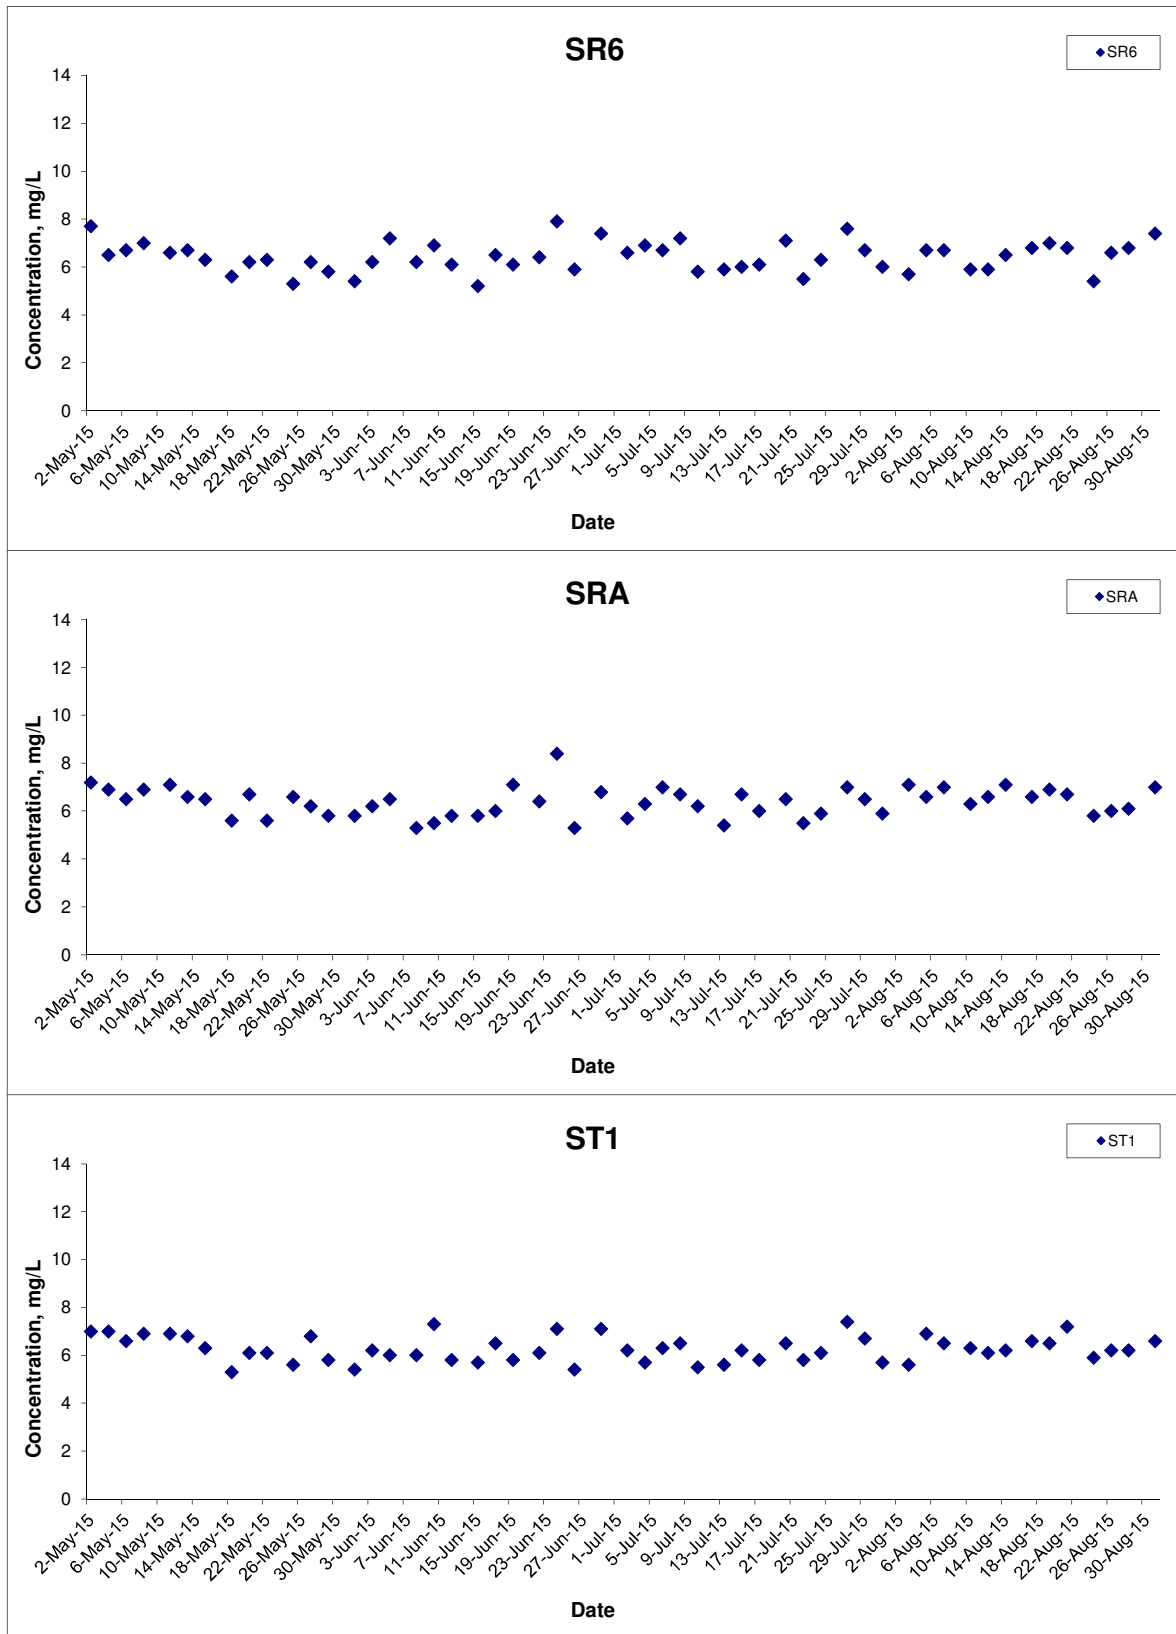 SR6
SR6
14
12
10
8
6
4
2
0
Concentration, mg/L
2-May-15
6-May-15
10-May-15
14-May-15
18-May-15
22-May-15
26-May-15
30-May-15
3-Jun-15
7-Jun-15
11-Jun-15
15-Jun-15
19-Jun-15
23-Jun-15
27-Jun-15
1-Jul-15
5-Jul-15
9-Jul-15
13-Jul-15
17-Jul-15
21-Jul-15
25-Jul-15
29-Jul-15
2-Aug-15
6-Aug-15
10-Aug-15
14-Aug-15
18-Aug-15
22-Aug-15
26-Aug-15
30-Aug-15
Date
SRA
SRA
14
12
10
8
6
4
2
0
Concentration, mg/L
2-May-15
6-May-15
10-May-15
14-May-15
18-May-15
22-May-15
26-May-15
30-May-15
3-Jun-15
7-Jun-15
11-Jun-15
15-Jun-15
19-Jun-15
23-Jun-15
27-Jun-15
1-Jul-15
5-Jul-15
9-Jul-15
13-Jul-15
17-Jul-15
21-Jul-15
25-Jul-15
29-Jul-15
2-Aug-15
6-Aug-15
10-Aug-15
14-Aug-15
18-Aug-15
22-Aug-15
26-Aug-15
30-Aug-15
Date
ST1
ST1
14
12
10
8
6
4
2
0
Concentration, mg/L
2-May-15
6-May-15
10-May-15
14-May-15
18-May-15
22-May-15
26-May-15
30-May-15
3-Jun-15
7-Jun-15
11-Jun-15
15-Jun-15
19-Jun-15
23-Jun-15
27-Jun-15
1-Jul-15
5-Jul-15
9-Jul-15
13-Jul-15
17-Jul-15
21-Jul-15
25-Jul-15
29-Jul-15
2-Aug-15
6-Aug-15
10-Aug-15
14-Aug-15
18-Aug-15
22-Aug-15
26-Aug-15
30-Aug-15
Date